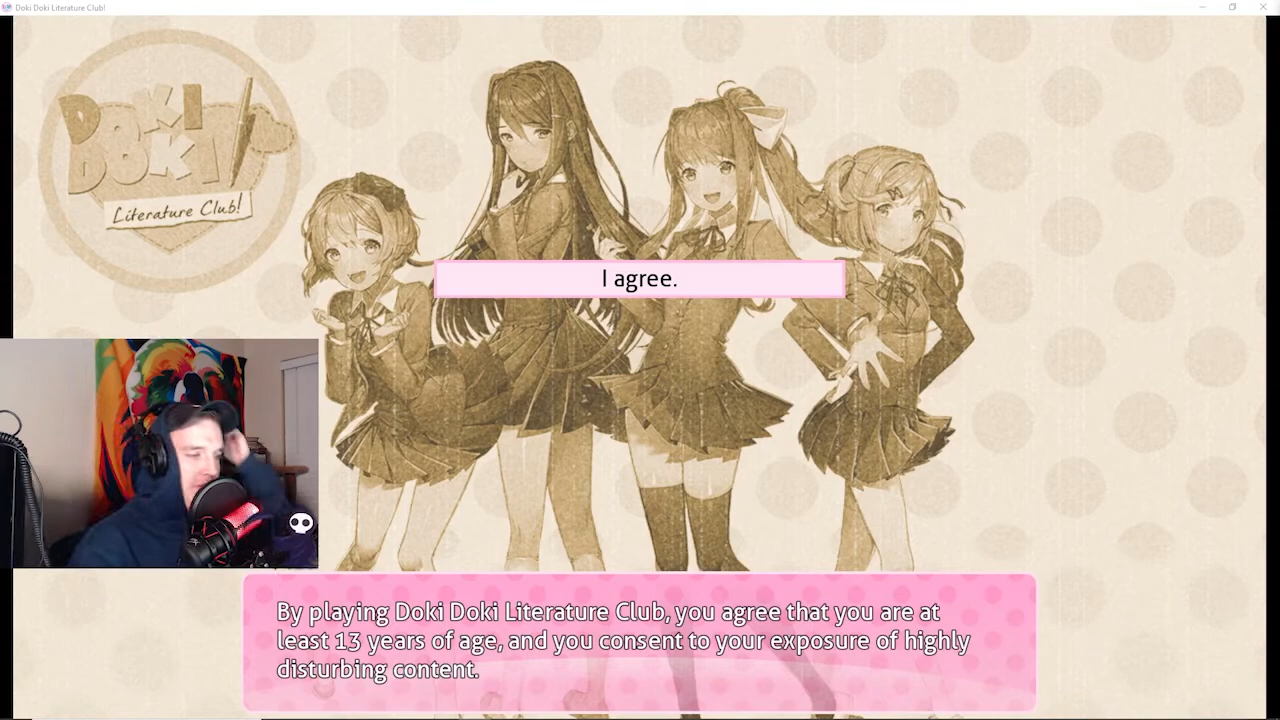 Doki Doki Literature Club!
DOKI
DOKI
Literature Club!
I agree.
By playing Doki Doki Literature Club, you agree that you are at
least 13 years of age, and you consent to your exposure of highly
disturbing content.